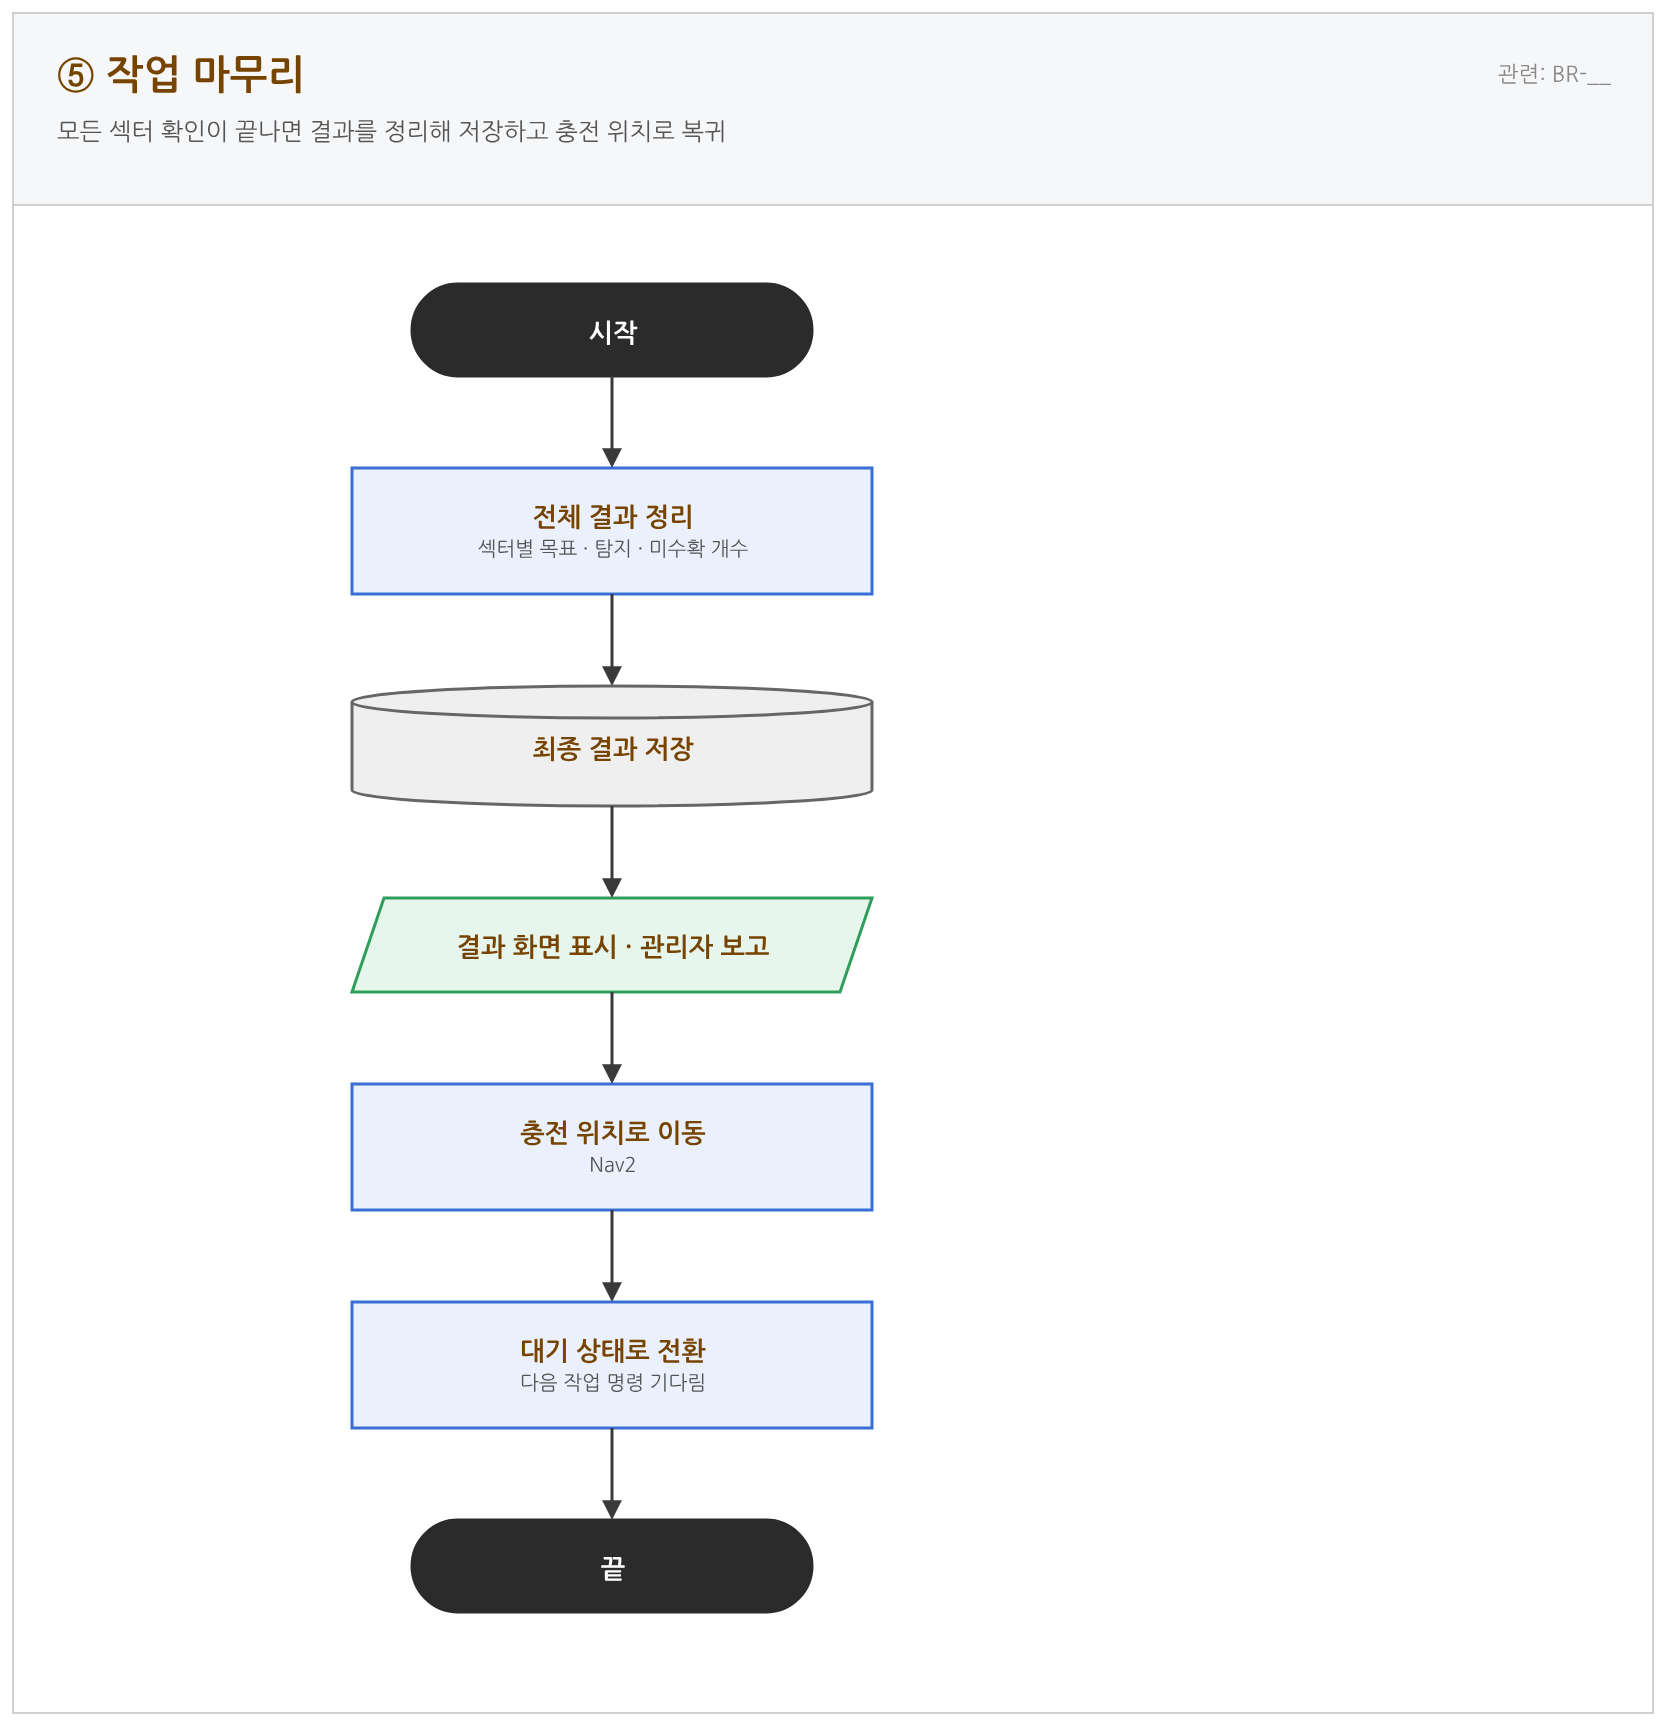 ⑤ 작업 마무리
관련: BR-__
모든 섹터 확인이 끝나면 결과를 정리해 저장하고 충전 위치로 복귀
시작
전체 결과 정리
섹터별 목표 · 탐지 · 미수확 개수
최종 결과 저장
결과 화면 표시 · 관리자 보고
충전 위치로 이동
Nav2
대기 상태로 전환
다음 작업 명령 기다림
끝